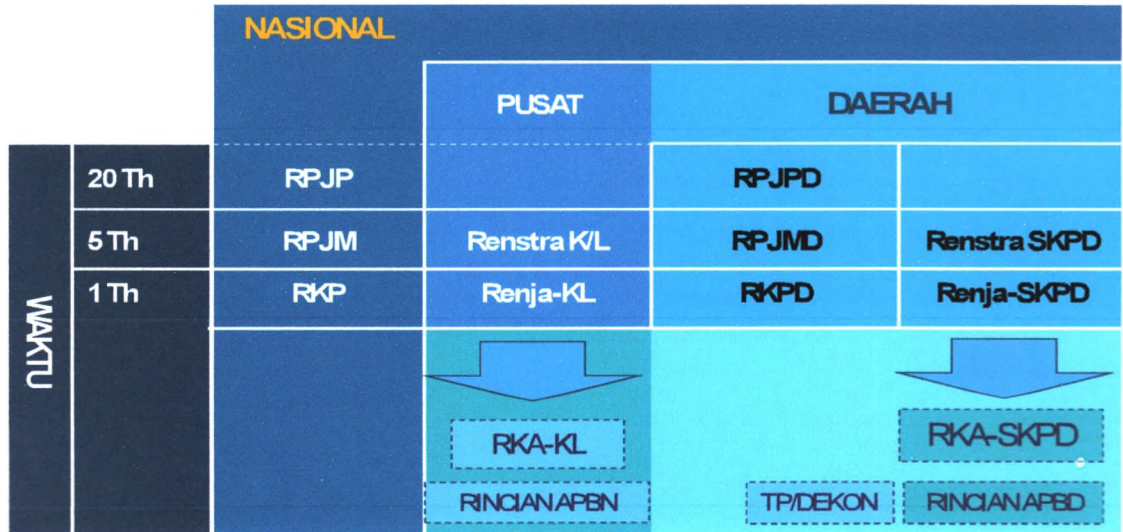 NASIONAL
PUSAT
DAERAH
WAKTU
20 Th
RPJP
RPJPD
5 Th
RPJM
Renstra K/L
RPJMD
Renstra SKPD
1 Th
RKP
Renja-KL
RKPD
Renja-SKPD
RKA-KL
RKA-SKPD
RINCIAN APBN
TP/DEKON
RINCIAN APBD